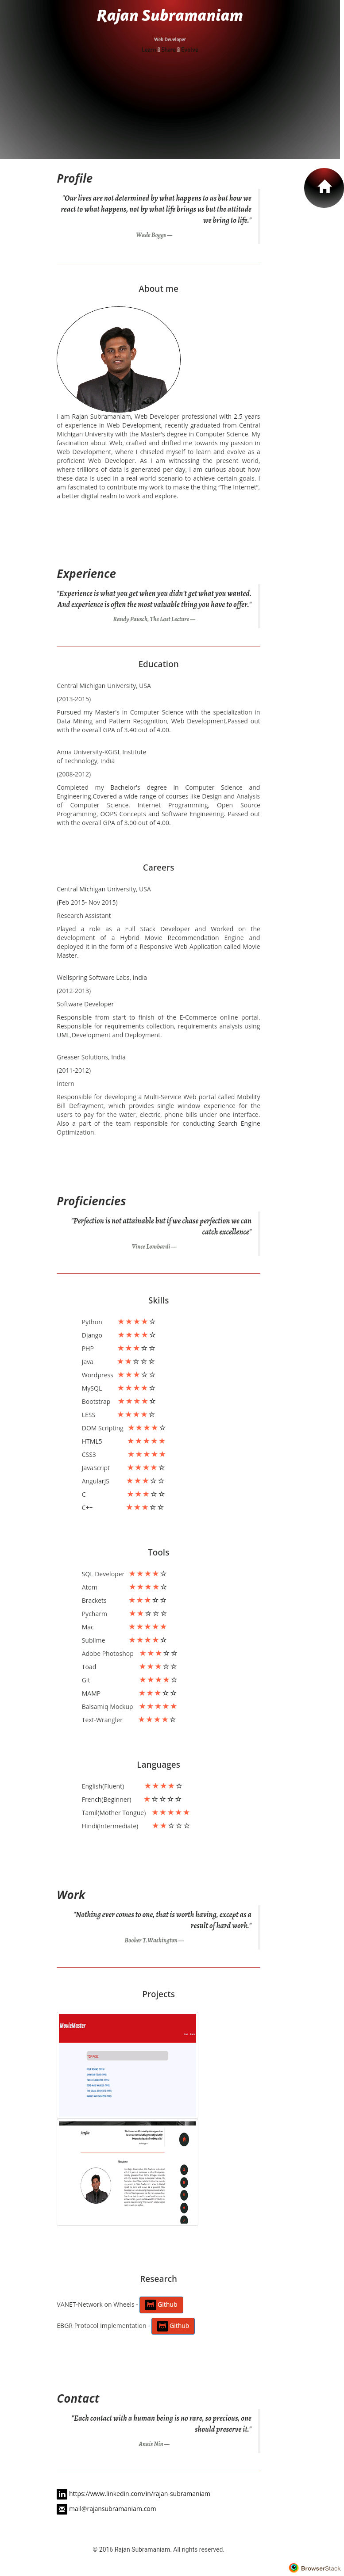 Rajan Subramaniam
Web Developer
Profile
"Our lives are not determined by what happens to us but how we
react to what happens, not by what life brings us but the attitude
we bring to life."
Wade Boggs —
About me
I am Rajan Subramaniam, Web Developer professional with 2.5 years
of experience in Web Development, recently graduated from Central
Michigan University with the Master's degree in Computer Science. My
fascination about Web, crafted and drifted me towards my passion in
Web Development, where I chiseled myself to learn and evolve as a
proficient Web Developer. As I am witnessing the present world,
where trillions of data is generated per day, I am curious about how
these data is used in a real world scenario to achieve certain goals. I
am fascinated to contribute my work to make the thing "The Internet",
a better digital realm to work and explore.
Experience
"Experience is what you get when you didn't get what you wanted.
And experience is often the most valuable thing you have to offer."
Randy Pausch, The Last Lecture —
Education
Central Michigan University, USA
(2013-2015)
Pursued my Master's in Computer Science with the specialization in
Data Mining and Pattern Recognition, Web Development.Passed out
with the overall GPA of 3.40 out of 4.00.
Anna University-KGiSL Institute
of Technology, India
(2008-2012)
Completed my Bachelor's degree in Computer Science and
Engineering.Covered a wide range of courses like Design and Analysis
of Computer Science, Internet Programming, Open Source
Programming, OOPS Concepts and Software Engineering. Passed out
with the overall GPA of 3.00 out of 4.00.
Careers
Central Michigan University, USA
(Feb 2015- Nov 2015)
Research Assistant
Played a role as a Full Stack Developer and Worked on the
development of a Hybrid Movie Recommendation Engine and
deployed it in the form of a Responsive Web Application called Movie
Master.
Wellspring Software Labs, India
(2012-2013)
Software Developer
Responsible from start to finish of the E-Commerce online portal.
Responsible for requirements collection, requirements analysis using
UML,Development and Deployment.
Greaser Solutions, India
(2011-2012)
Intern
Responsible for developing a Multi-Service Web portal called Mobility
Bill Defrayment, which provides single window experience for the
users to pay for the water, electric, phone bills under one interface.
Also a part of the team responsible for conducting Search Engine
Optimization.
Proficiencies
"Perfection is not attainable but if we chase perfection we can
catch excellence"
Vince Lombardi —
Skills
Python
Django
PHP
Java
Wordpress
MySQL
Bootstrap
LESS
DOM Scripting
HTML5
CSS3
JavaScript
AngularJS
C
C++
Tools
SQL Developer
Atom
Brackets
Pycharm
Mac
Sublime
Adobe Photoshop
Toad
Git
MAMP
Balsamiq Mockup
Text-Wrangler
Languages
English(Fluent)
French(Beginner)
Tamil(Mother Tongue)
Hindi(Intermediate)
Work
"Nothing ever comes to one, that is worth having, except as a
result of hard work."
Booker T.Washington —
Projects
MovieMaster
Profile
About me
Research
VANET-Network on Wheels - Github
EBGR Protocol Implementation - Github
Contact
"Each contact with a human being is so rare, so precious, one
should preserve it."
Anais Nin —
https://www.linkedin.com/in/rajan-subramaniam
mail@rajansubramaniam.com
© 2016 Rajan Subramaniam. All rights reserved.
BrowserStack